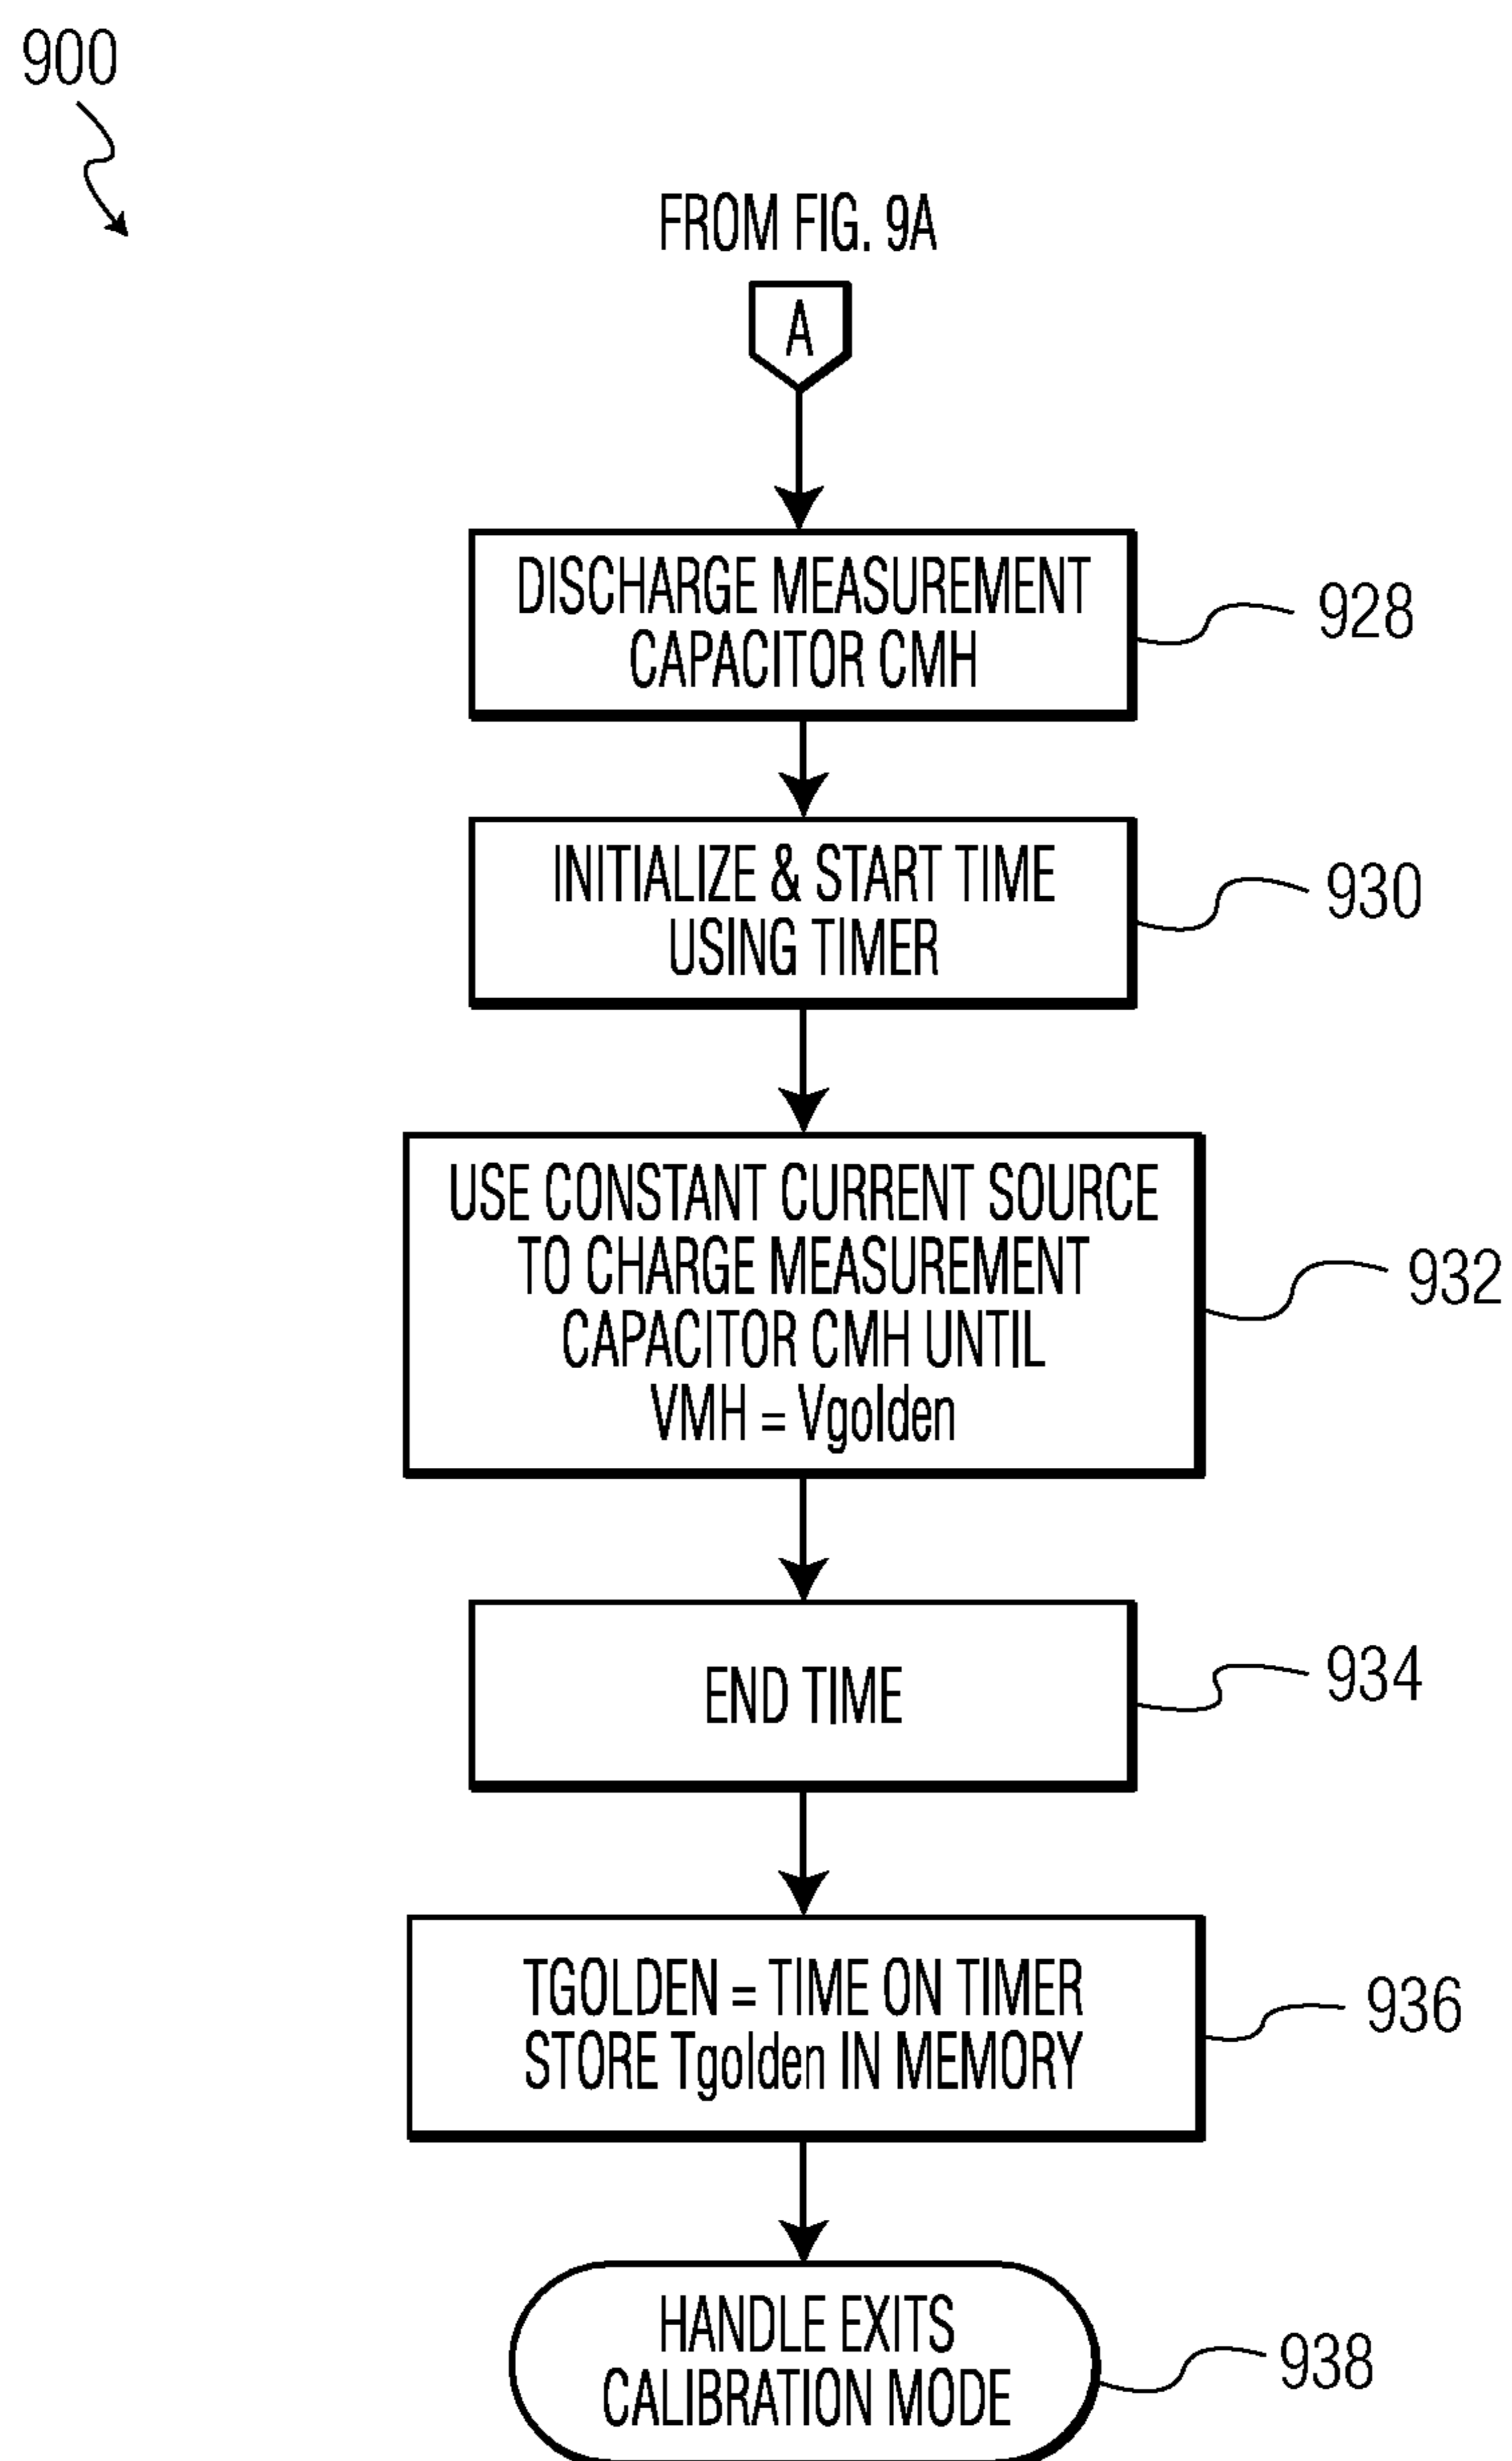 900
FROM FIG. 9A
A
DISCHARGE MEASUREMENT
CAPACITOR CMH
928
INITIALIZE & START TIME
USING TIMER
930
USE CONSTANT CURRENT SOURCE
TO CHARGE MEASUREMENT
CAPACITOR CMH UNTIL
VMH = Vgolden
932
END TIME
934
TGOLDEN = TIME ON TIMER
STORE Tgolden IN MEMORY
936
HANDLE EXITS
CALIBRATION MODE
938